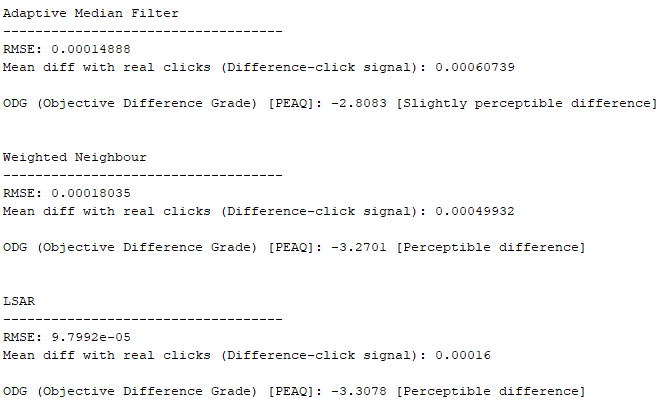 Adaptive Median Filter
-----------------------------------
RMSE: 0.00014888
Mean diff with real clicks (Difference-click signal): 0.00060739
ODG (Objective Difference Grade) [PEAQ]: -2.8083 [Slightly perceptible difference]
Weighted Neighbour
-----------------------------------
RMSE: 0.00018035
Mean diff with real clicks (Difference-click signal): 0.00049932
ODG (Objective Difference Grade) [PEAQ]: -3.2701 [Perceptible difference]
LSAR
-----------------------------------
RMSE: 9.7992e-05
Mean diff with real clicks (Difference-click signal): 0.00016
ODG (Objective Difference Grade) [PEAQ]: -3.3078 [Perceptible difference]